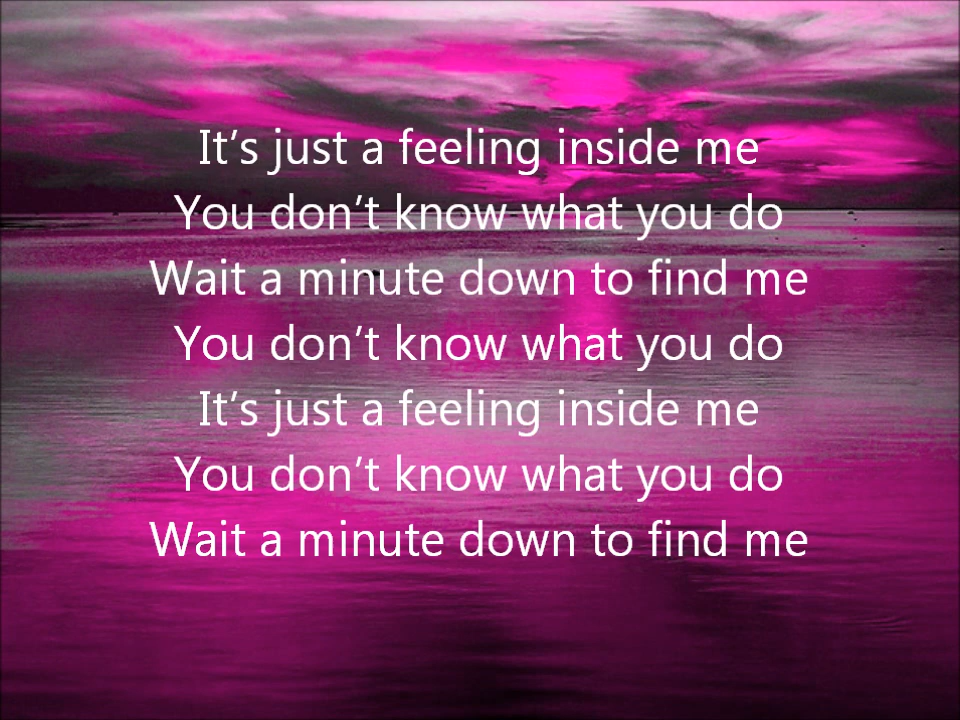 It's just a feeling inside me
You don't know what you do
Wait a minute down to find me
You don't know what you do
It's just a feeling inside me
You don't know what you do
Wait a minute down to find me